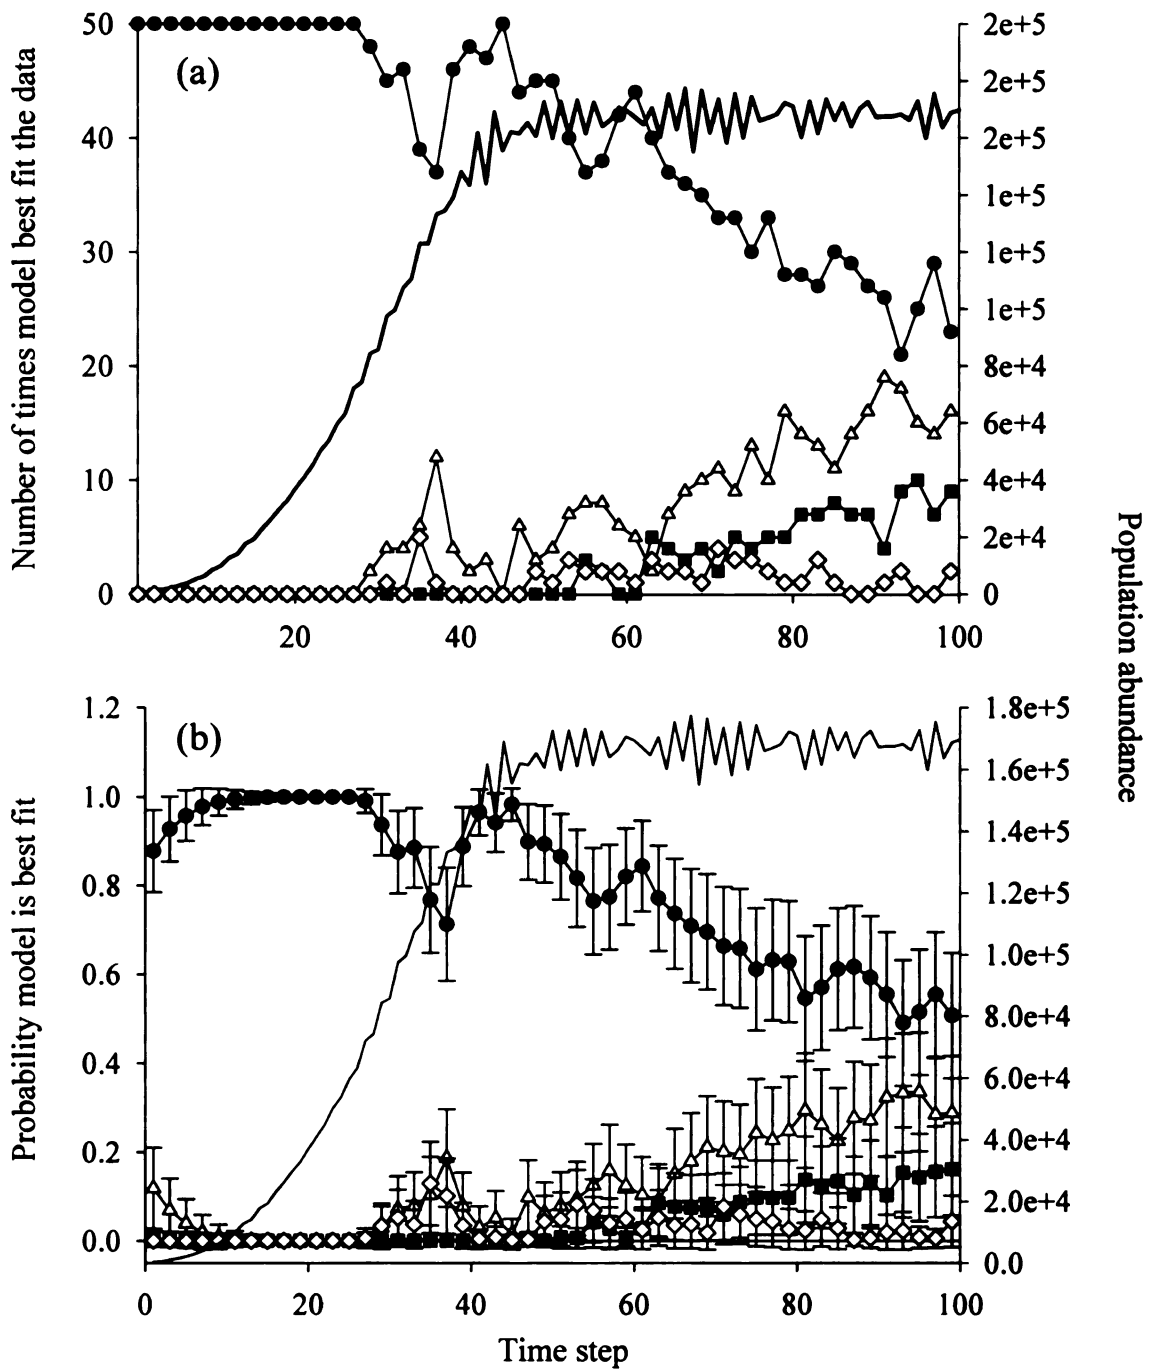 Number of times model best fit the data
50
40
30
20
10
0
(a)
2e+5
2e+5
2e+5
1e+5
1e+5
1e+5
8e+4
6e+4
4e+4
2e+4
0
20 40 60 80 100
Population abundance
Probability model is best fit
1.2
1.0
0.8
0.6
0.4
0.2
0.0
(b)
1.8e+5
1.6e+5
1.4e+5
1.2e+5
1.0e+5
8.0e+4
6.0e+4
4.0e+4
2.0e+4
0.0
0 20 40 60 80 100
Time step